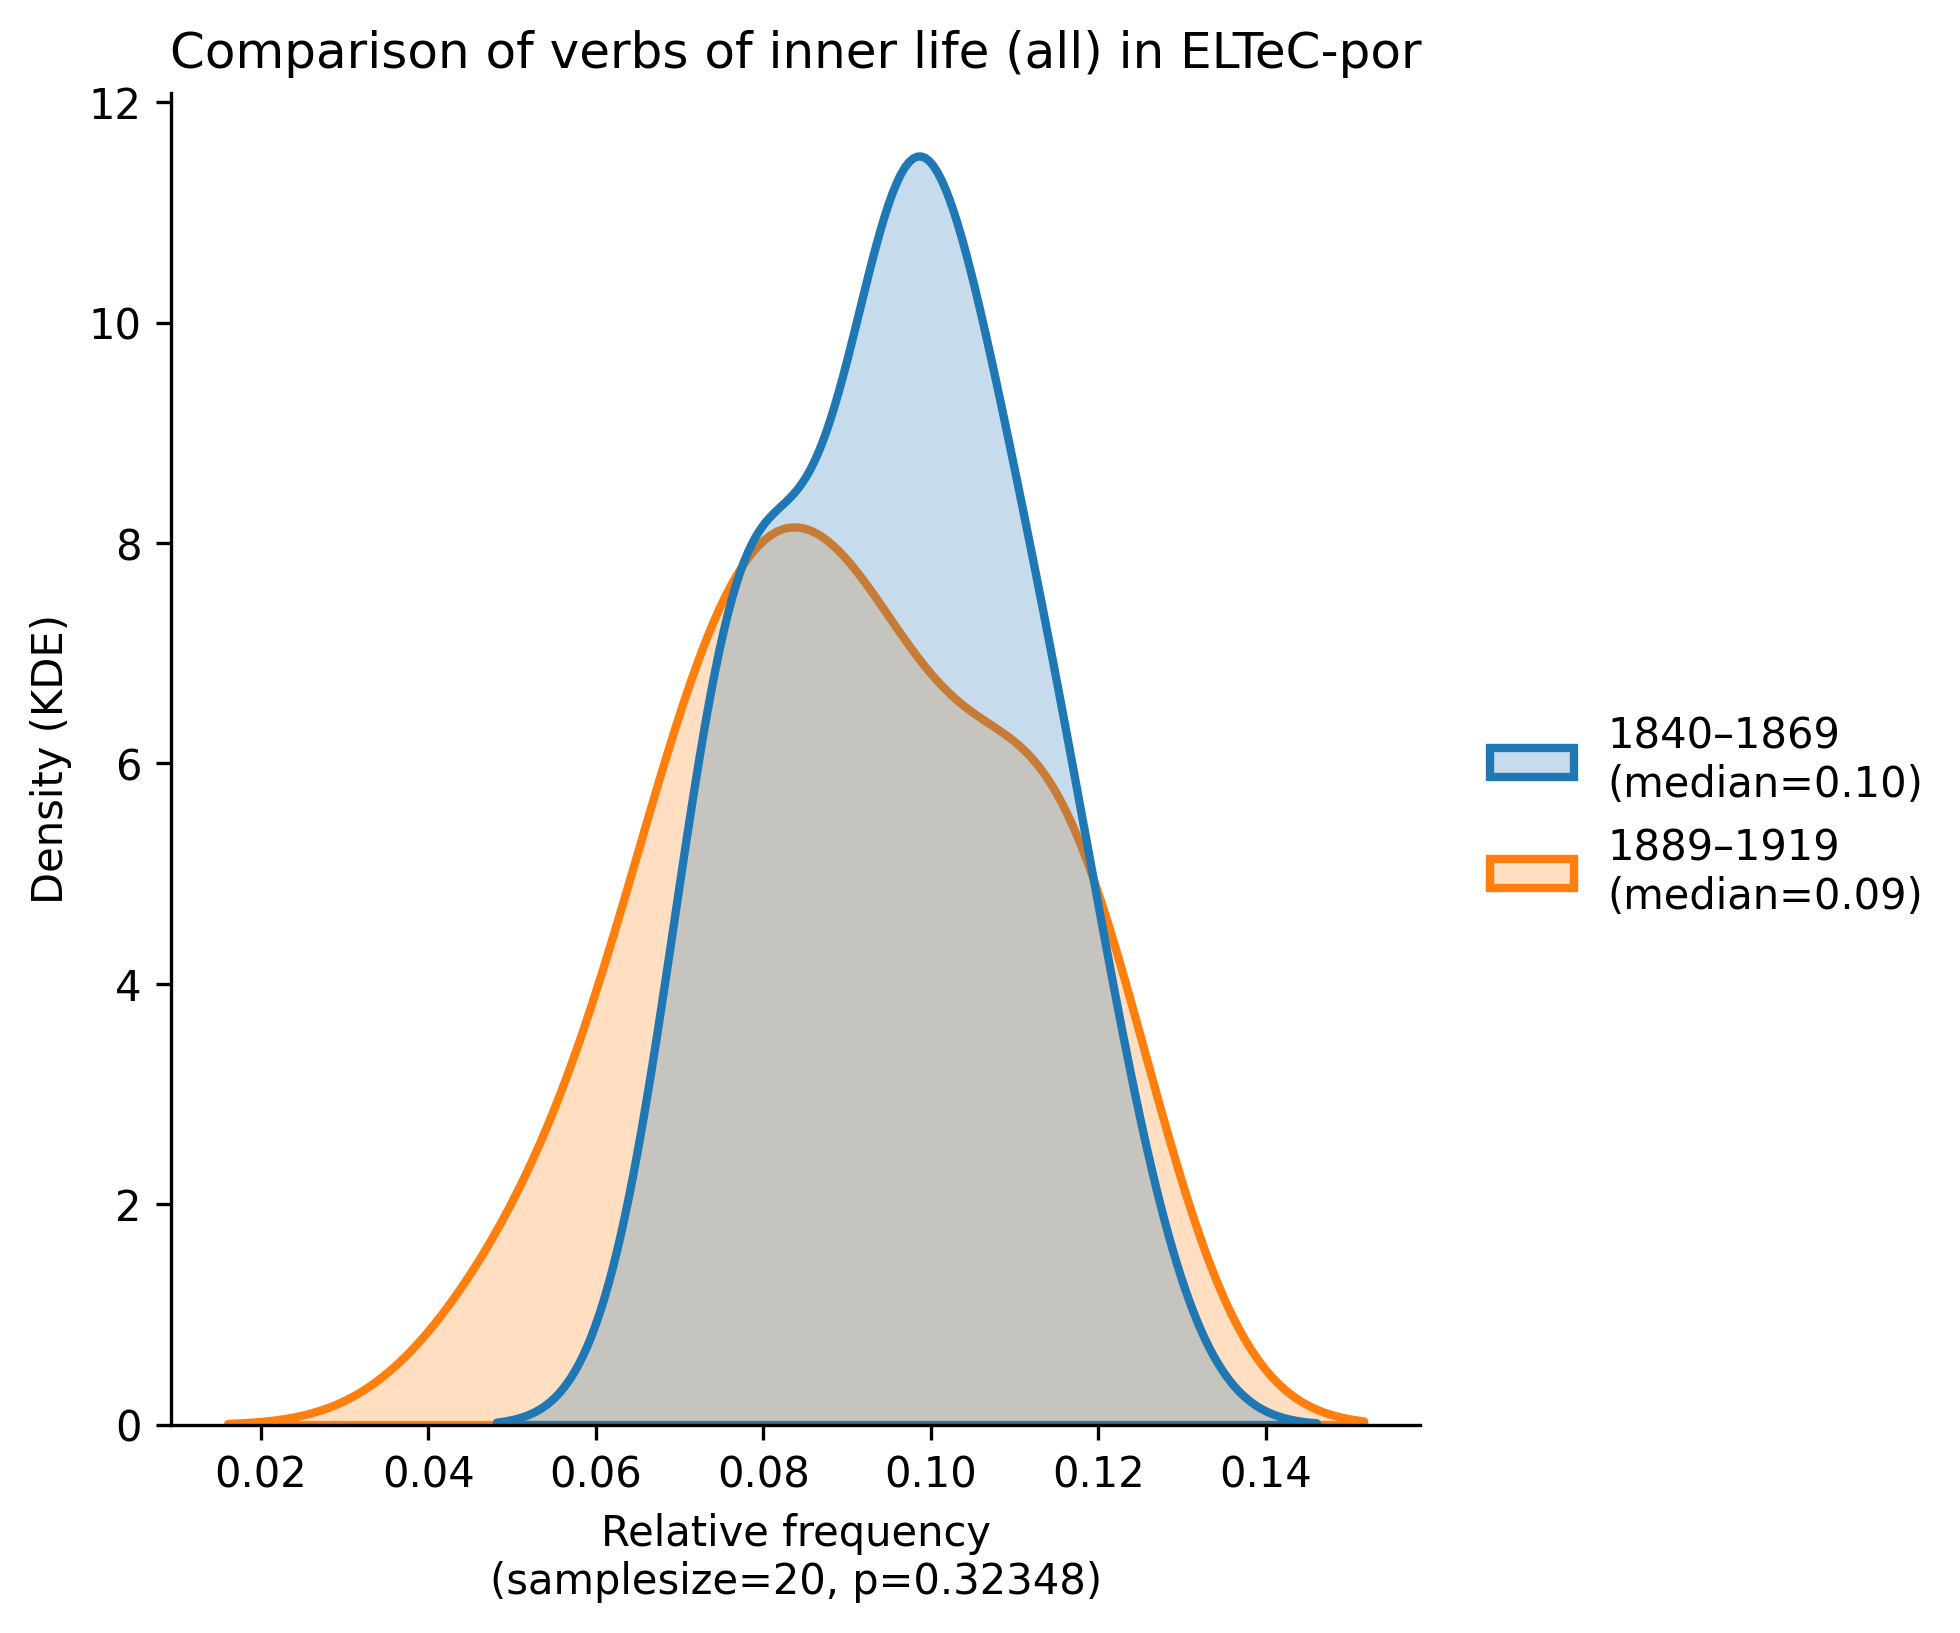 Comparison of verbs of inner life (all) in ELTeC-por
12
10
8
6
4
2
0
Density (KDE)
0.02 0.04 0.06 0.08 0.10 0.12 0.14
Relative frequency
(samplesize=20, p=0.32348)
1840–1869
(median=0.10)
1889–1919
(median=0.09)